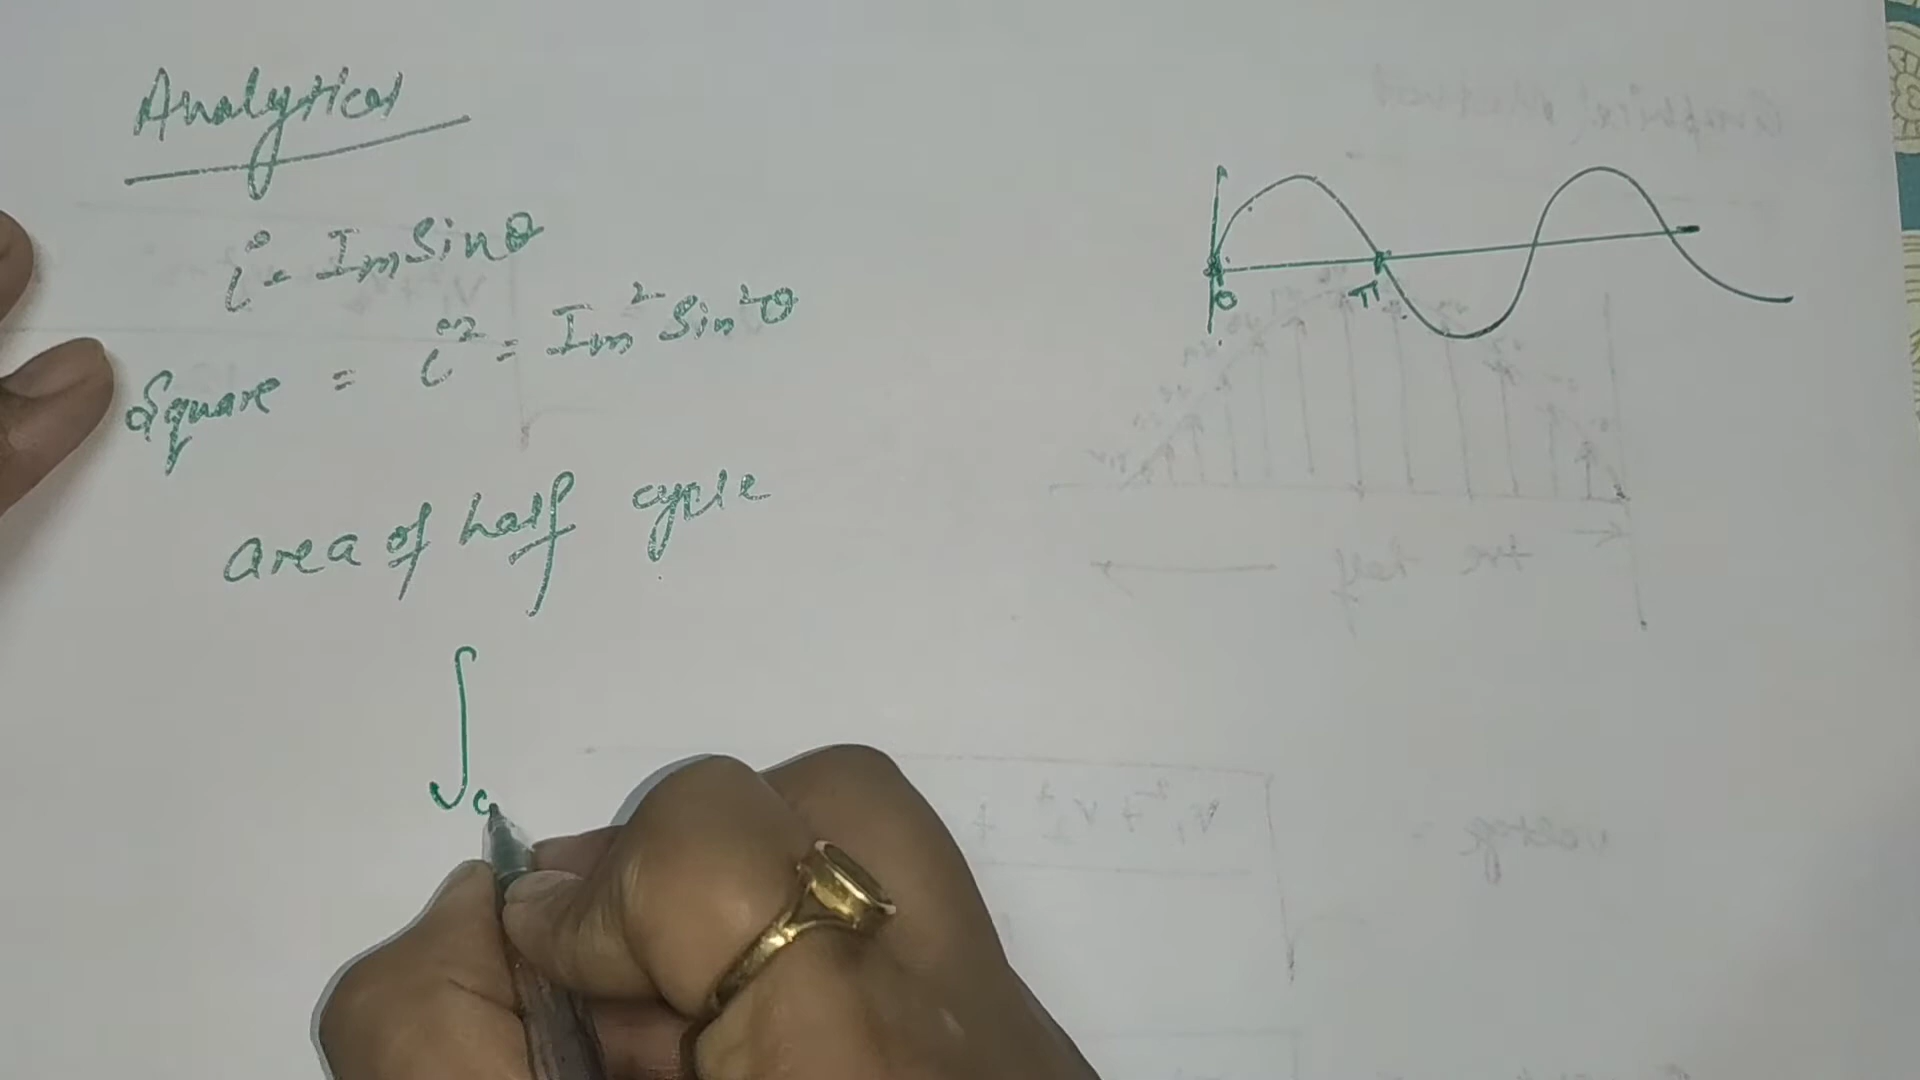 Analytical
i = Im Sinθ
Square = i² = Im² Sin²θ
area of half cycle
∫0
0 π